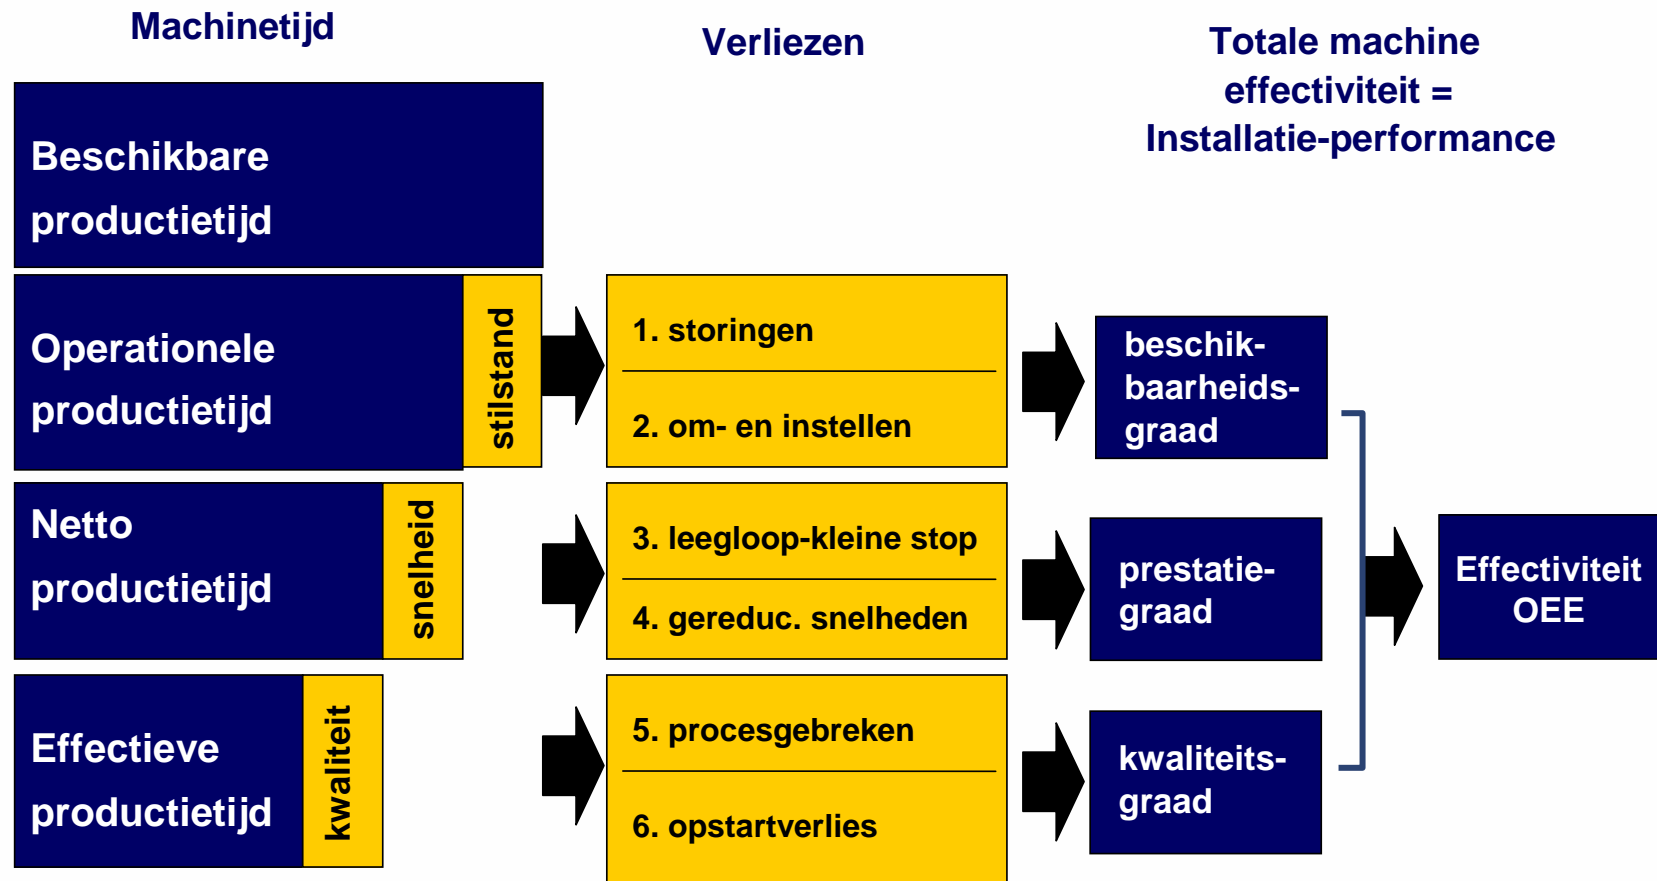 Machinetijd
Verliezen
Totale machine
effectiviteit =
Installatie-performance
Beschikbare
productietijd
Operationele
productietijd
stilstand
1. storingen
2. om- en instellen
beschik-
baarheids-
graad
Netto
productietijd
snelheid
3. leegloop-kleine stop
4. gereduc. snelheden
prestatie-
graad
Effectiviteit
OEE
Effectieve
productietijd
kwaliteit
5. procesgebreken
6. opstartverlies
kwaliteits-
graad